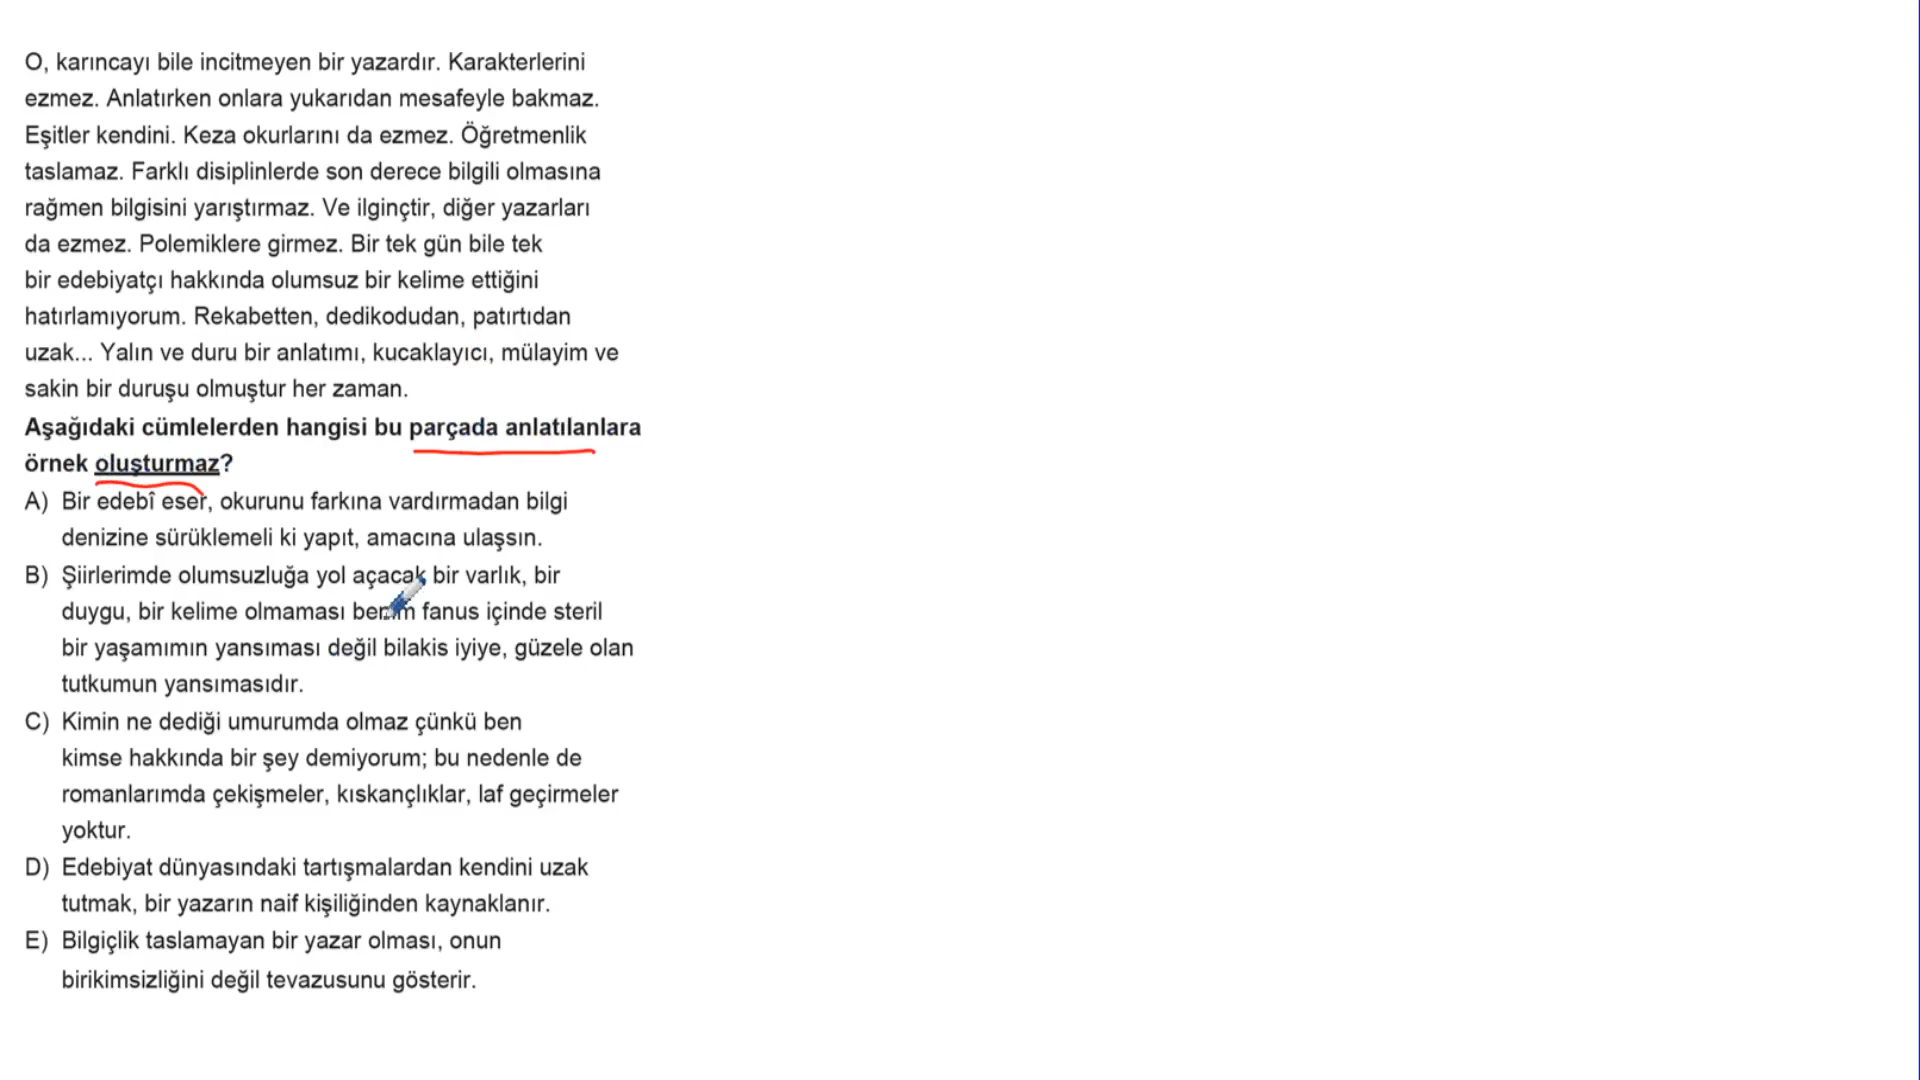 O, karıncayı bile incitmeyen bir yazardır. Karakterlerini
ezmez. Anlatırken onlara yukarıdan mesafeyle bakmaz.
Eşitler kendini. Keza okurlarını da ezmez. Öğretmenlik
taslamaz. Farklı disiplinlerde son derece bilgili olmasına
rağmen bilgisini yarıştırmaz. Ve ilginçtir, diğer yazarları
da ezmez. Polemiklere girmez. Bir tek gün bile tek
bir edebiyatçı hakkında olumsuz bir kelime ettiğini
hatırlamıyorum. Rekabetten, dedikodudan, patırtıdan
uzak... Yalın ve duru bir anlatımı, kucaklayıcı, mülayim ve
sakin bir duruşu olmuştur her zaman.
Aşağıdaki cümlelerden hangisi bu parçada anlatılanlara
örnek oluşturmaz?
A) Bir edebî eser, okurunu farkına vardırmadan bilgi
denizine sürüklemeli ki yapıt, amacına ulaşsın.
B) Şiirlerimde olumsuzluğa yol açacak bir varlık, bir
duygu, bir kelime olmaması benim fanus içinde steril
bir yaşamımın yansıması değil bilakis iyiye, güzele olan
tutkumun yansımasıdır.
C) Kimin ne dediği umurumda olmaz çünkü ben
kimse hakkında bir şey demiyorum; bu nedenle de
romanlarımda çekişmeler, kıskançlıklar, laf geçirmeler
yoktur.
D) Edebiyat dünyasındaki tartışmalardan kendini uzak
tutmak, bir yazarın naif kişiliğinden kaynaklanır.
E) Bilgiçlik taslamayan bir yazar olması, onun
birikimsizliğini değil tevazusunu gösterir.